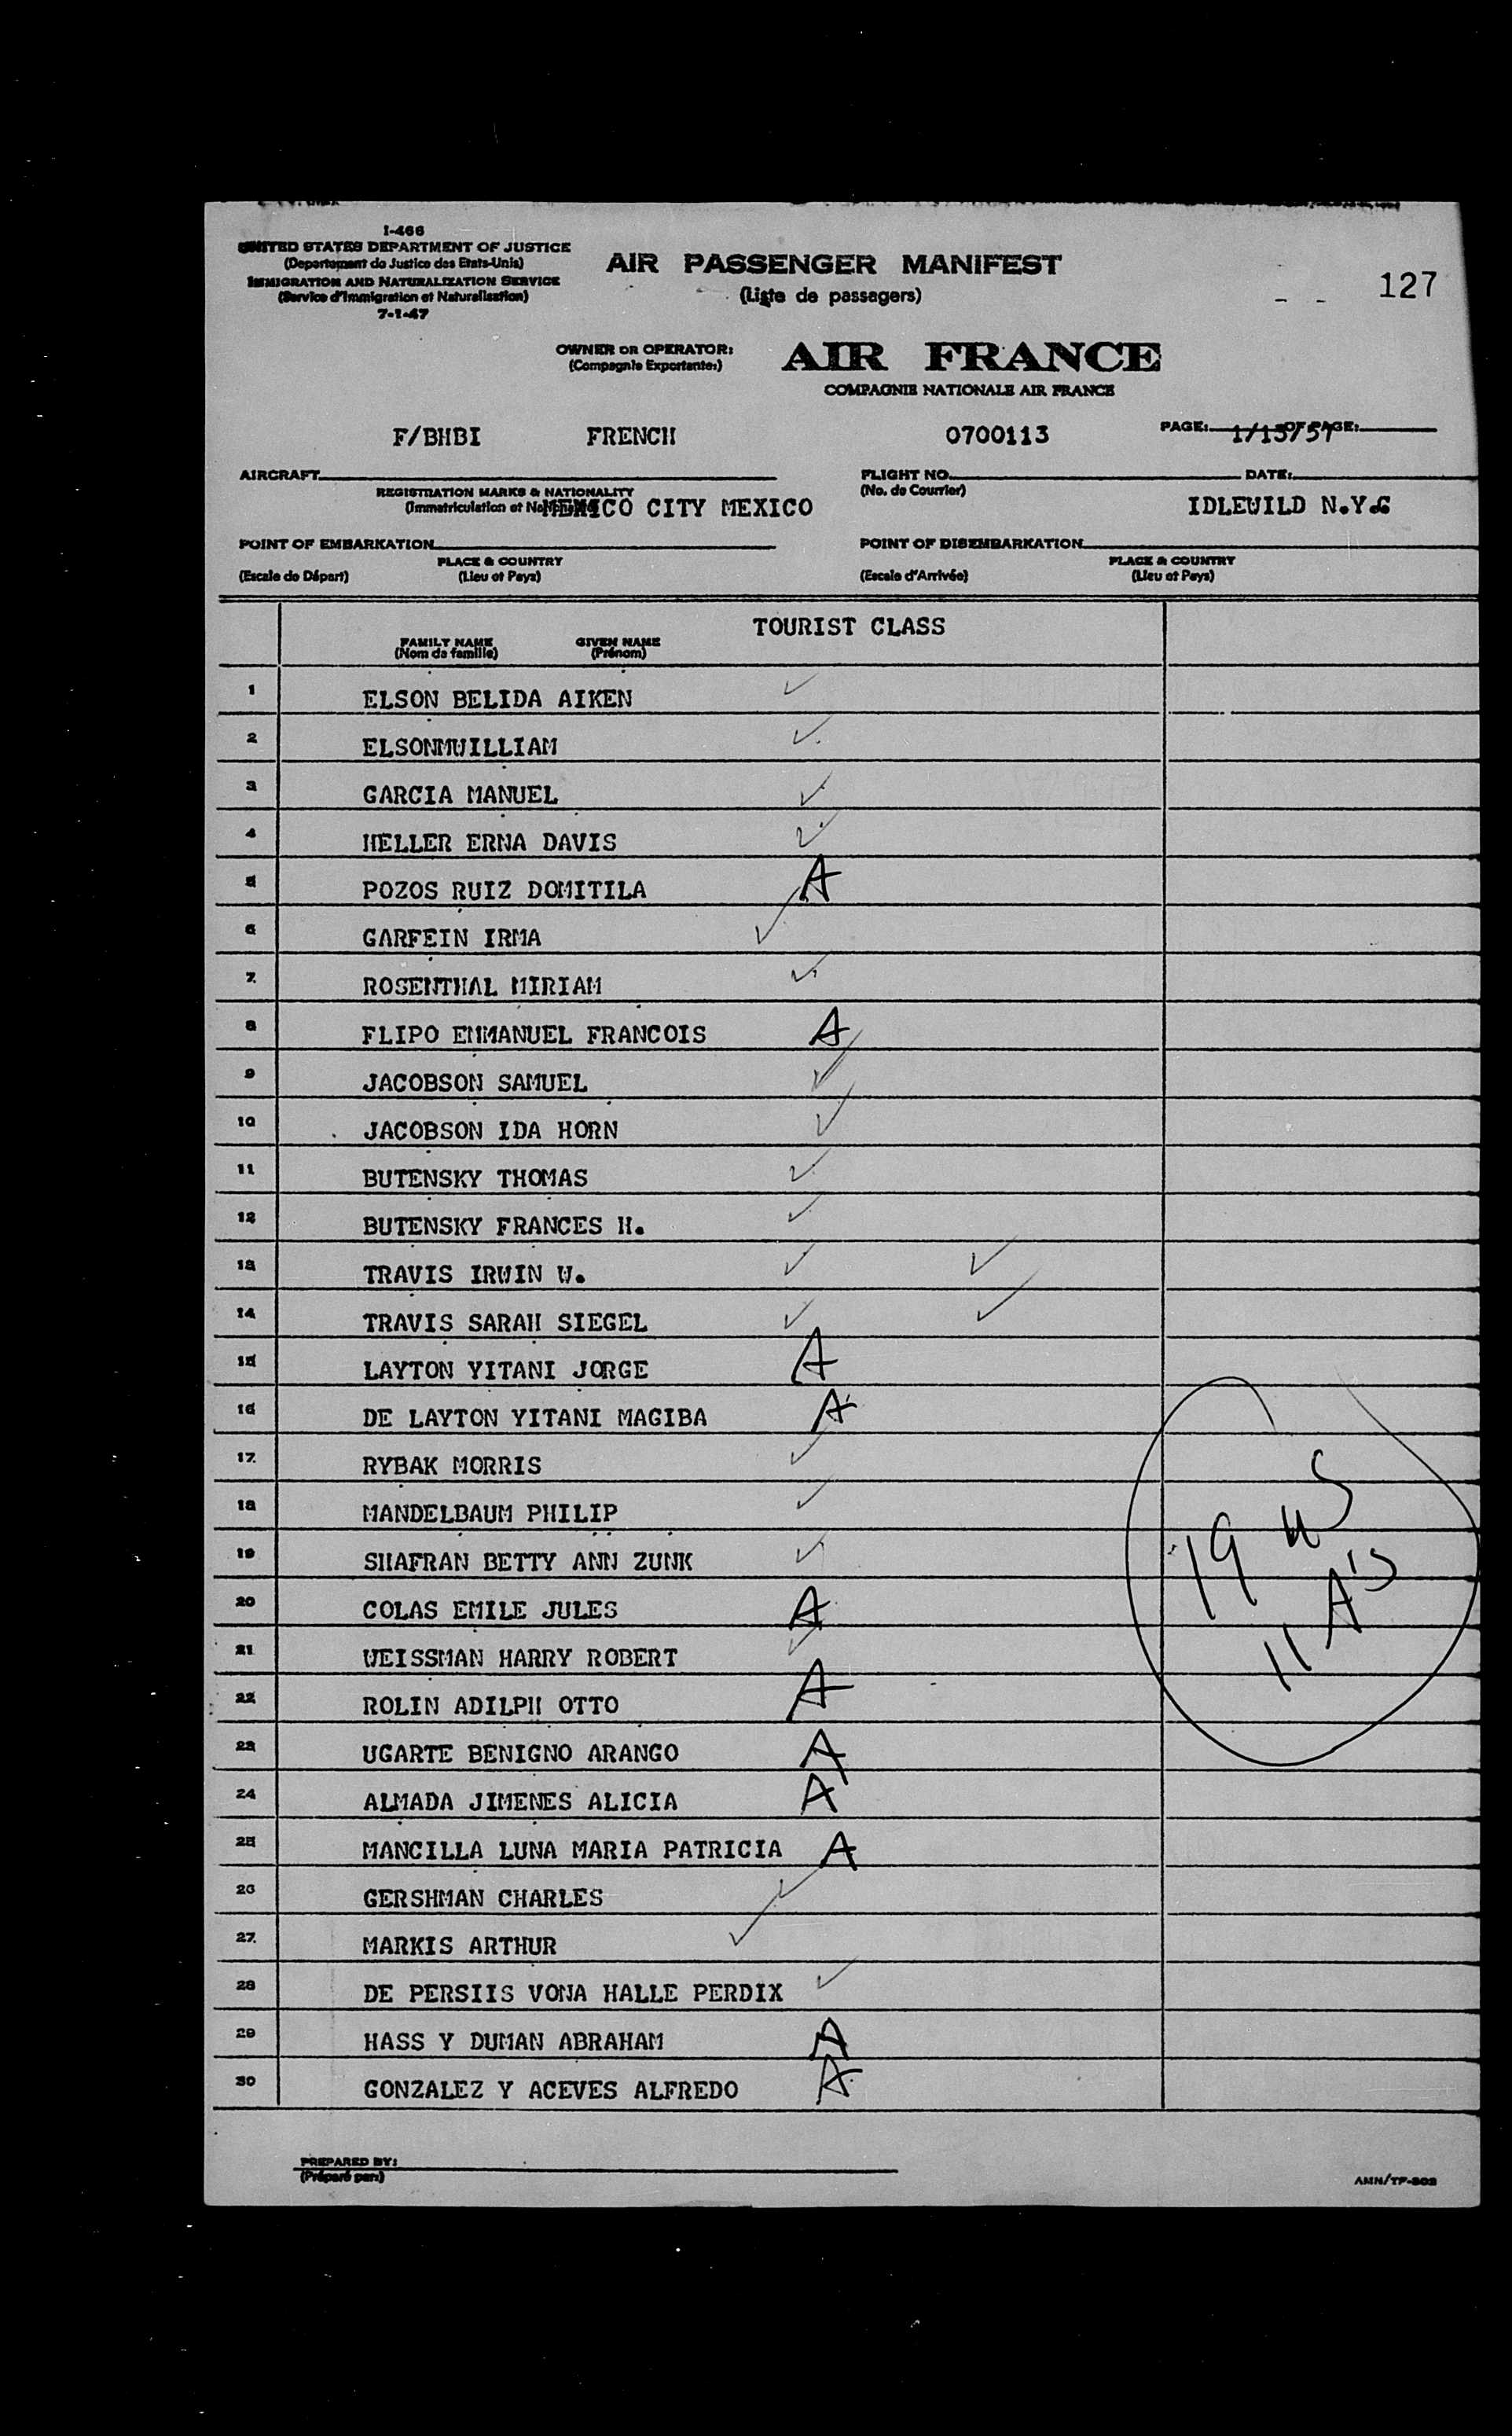 I-466
UNITED STATES DEPARTMENT OF JUSTICE
(Departement de Justice des Etats-Unis)
IMMIGRATION AND NATURALIZATION SERVICE
(Service d'Immigration et Naturalisation)
7-1-47
AIR PASSENGER MANIFEST
(Liste de passagers)
127
OWNER OR OPERATOR:
(Compagnie Exportante:)
AIR FRANCE
COMPAGNIE NATIONALE AIR FRANCE
F/BHBI FRENCH 0700113 PAGE: OF PAGE: 1/13/57
AIRCRAFT FLIGHT NO. DATE:
REGISTRATION MARKS & NATIONALITY (No. de Courrier)
(Immatriculation et MEXICO CITY MEXICO IDLEWILD N.Y.C
POINT OF EMBARKATION POINT OF DISEMBARKATION
PLACE & COUNTRY PLACE & COUNTRY
(Escale de Départ) (Lieu et Pays) (Escale d'Arrivée) (Lieu et Pays)
TOURIST CLASS
FAMILY NAME GIVEN NAME
(Nom de famille) (Prénom)
1 ELSON BELIDA AIKEN ✓
2 ELSONMWILLIAM ✓
3 GARCIA MANUEL ✓
4 HELLER ERNA DAVIS ✓
5 POZOS RUIZ DOMITILA A
6 GARFEIN IRMA ✓
7 ROSENTHAL MIRIAM ✓
8 FLIPO EMMANUEL FRANCOIS A
9 JACOBSON SAMUEL ✓
10 JACOBSON IDA HORN ✓
11 BUTENSKY THOMAS ✓
12 BUTENSKY FRANCES H. ✓
13 TRAVIS IRWIN W. ✓ ✓
14 TRAVIS SARAH SIEGEL ✓ ✓
15 LAYTON YITANI JORGE A
16 DE LAYTON YITANI MAGIBA A
17 RYBAK MORRIS ✓
18 MANDELBAUM PHILIP ✓
19 SHAFRAN BETTY ANN ZUNK ✓
20 COLAS EMILE JULES A
21 WEISSMAN HARRY ROBERT ✓
22 ROLIN ADILPH OTTO A
23 UGARTE BENIGNO ARANGO A
24 ALMADA JIMENES ALICIA A
25 MANCILLA LUNA MARIA PATRICIA A
26 GERSHMAN CHARLES ✓
27 MARKIS ARTHUR ✓
28 DE PERSIIS VONA HALLE PERDIX ✓
29 HASS Y DUMAN ABRAHAM A
30 GONZALEZ Y ACEVES ALFREDO A
19 US
11 A'S
PREPARED BY:
(Préparé par:)
AMN/TF-802